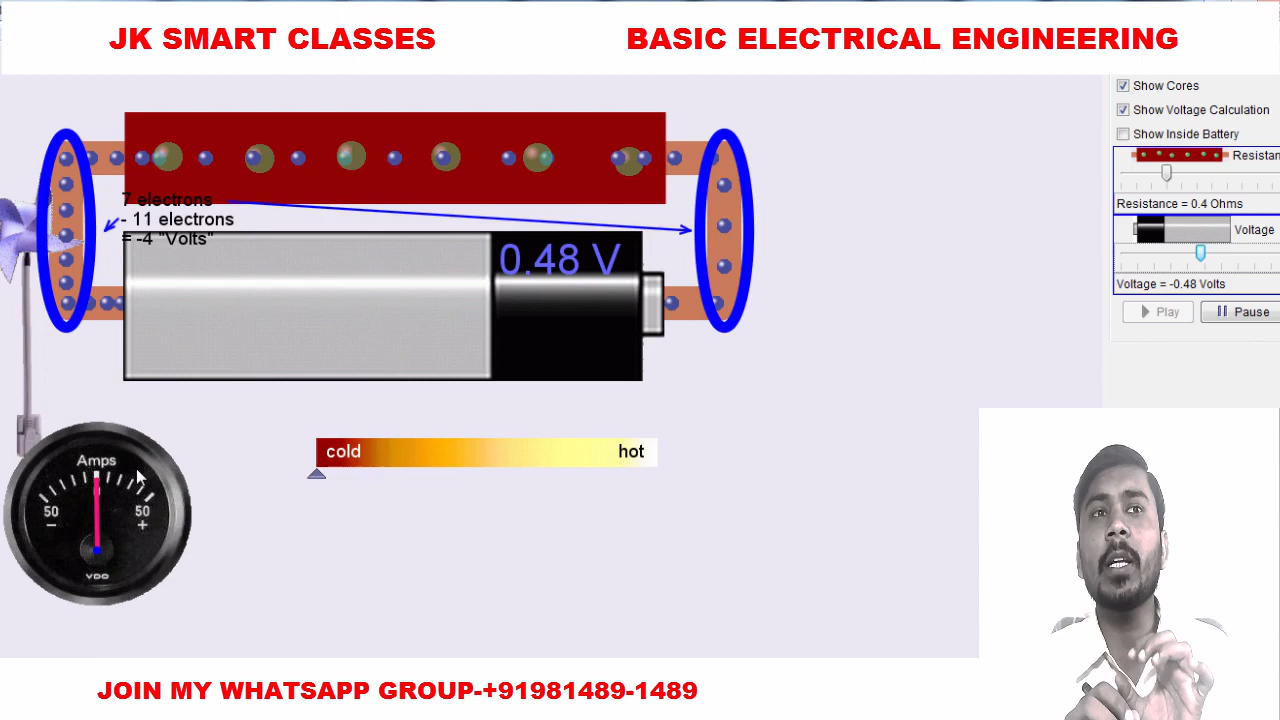 JK SMART CLASSES
BASIC ELECTRICAL ENGINEERING
Show Cores
Show Voltage Calculation
Show Inside Battery
Resistan
Resistance = 0.4 Ohms
Voltage
Voltage = -0.48 Volts
Play
Pause
7 electrons
- 11 electrons
= -4 "Volts"
0.48 V
cold
hot
Amps
50
50
−
+
VDO
JOIN MY WHATSAPP GROUP-+91981489-1489